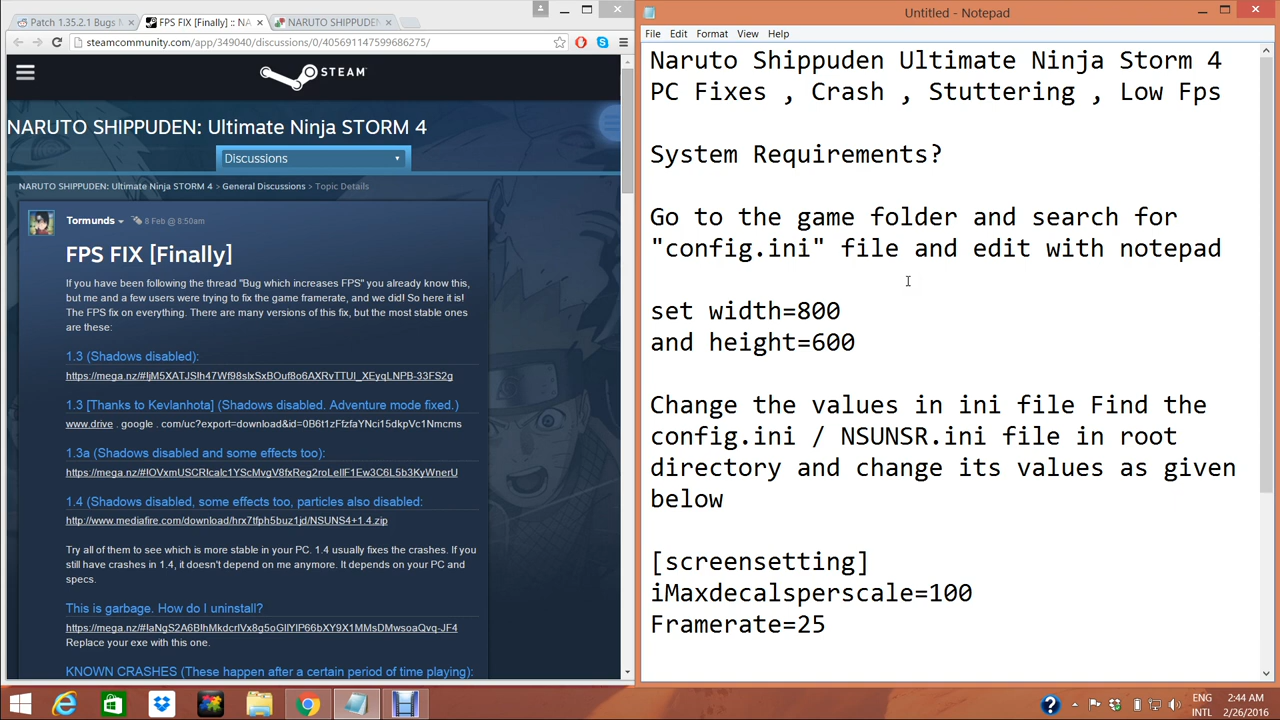 Patch 1.35.2.1 Bugs M
FPS FIX [Finally] :: NA
NARUTO SHIPPUDEN:
steamcommunity.com/app/349040/discussions/0/405691147599686275/
STEAM
NARUTO SHIPPUDEN: Ultimate Ninja STORM 4
Discussions
NARUTO SHIPPUDEN: Ultimate Ninja STORM 4 > General Discussions > Topic Details
Tormunds 8 Feb @ 8:50am
FPS FIX [Finally]
If you have been following the thread "Bug which increases FPS" you already know this,
but me and a few users were trying to fix the game framerate, and we did! So here it is!
The FPS fix on everything. There are many versions of this fix, but the most stable ones
are these:
1.3 (Shadows disabled):
1.3 [Thanks to Kevlanhota] (Shadows disabled. Adventure mode fixed.)
www.drive . google . com/uc?export=download&id=0B6t1zFfzfaYNci15dkpVc1Nmcms
1.3a (Shadows disabled and some effects too):
1.4 (Shadows disabled, some effects too, particles also disabled:
http://www.mediafire.com/download/hrx7tfph5buz1jd/NSUNS4+1.4.zip
Try all of them to see which is more stable in your PC. 1.4 usually fixes the crashes. If you
still have crashes in 1.4, it doesn't depend on me anymore. It depends on your PC and
specs.
This is garbage. How do I uninstall?
Replace your exe with this one.
KNOWN CRASHES (These happen after a certain period of time playing):
Untitled - Notepad
File Edit Format View Help
Naruto Shippuden Ultimate Ninja Storm 4
PC Fixes , Crash , Stuttering , Low Fps
System Requirements?
Go to the game folder and search for
"config.ini" file and edit with notepad
set width=800
and height=600
Change the values in ini file Find the
config.ini / NSUNSR.ini file in root
directory and change its values as given
below
[screensetting]
iMaxdecalsperscale=100
Framerate=25
ENG
INTL
2:44 AM
2/26/2016